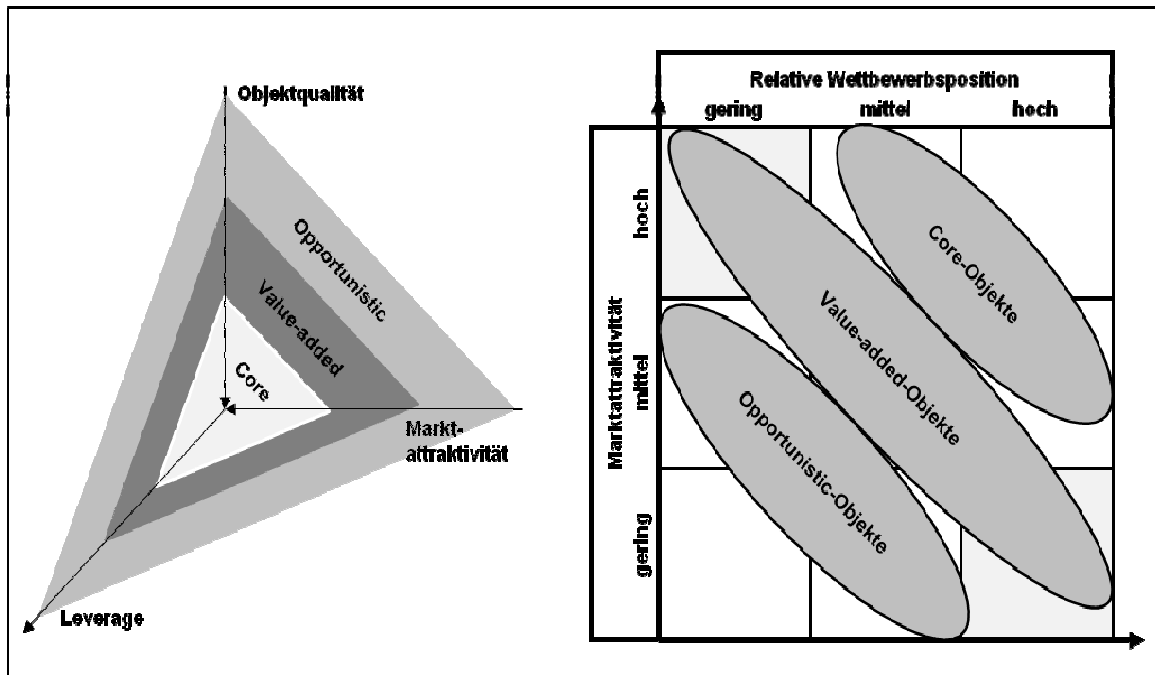 Objektqualität
Opportunistic
Value-added
Core
Markt-
attraktivität
Leverage
Relative Wettbewerbsposition
gering mittel hoch
Marktattraktivität
hoch
mittel
gering
Core-Objekte
Value-added-Objekte
Opportunistic-Objekte